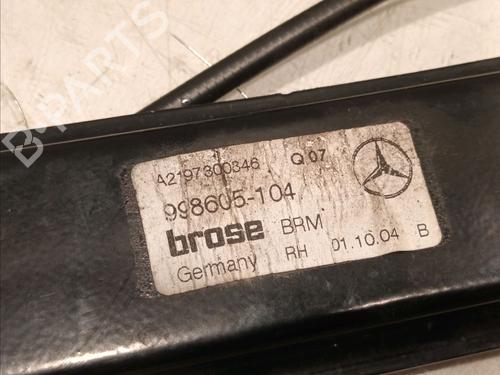 B-PARTS
A2197300346 Q07
998605-104
brose BRM
Germany RH 01.10.04 B